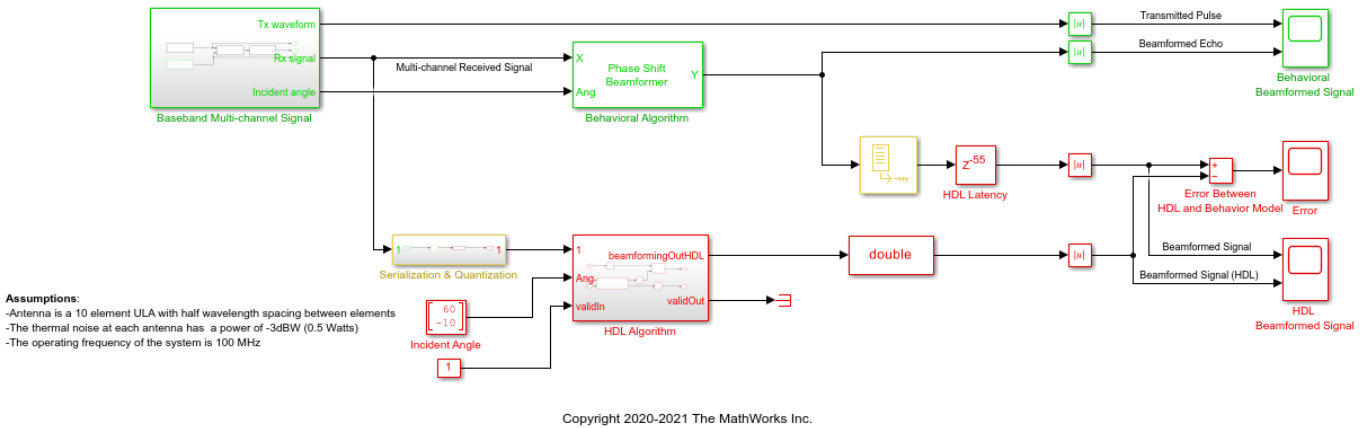 Tx waveform
Rx signal
Incident angle
Baseband Multi-channel Signal
Multi-channel Received Signal
X
Ang
Phase Shift
Beamformer
Y
Behavioral Algorithm
|u|
Transmitted Pulse
|u|
Beamformed Echo
Behavioral
Beamformed Signal
Z-55
HDL Latency
|u|
+
−
Error Between
HDL and Behavior Model
Error
1
1
Serialization & Quantization
1
Ang
validIn
beamformingOutHDL
validOut
HDL Algorithm
double
|u|
Beamformed Signal
Beamformed Signal (HDL)
HDL
Beamformed Signal
60
−10
Incident Angle
1
Assumptions:
-Antenna is a 10 element ULA with half wavelength spacing between elements
-The thermal noise at each antenna has a power of -3dBW (0.5 Watts)
-The operating frequency of the system is 100 MHz
Copyright 2020-2021 The MathWorks Inc.